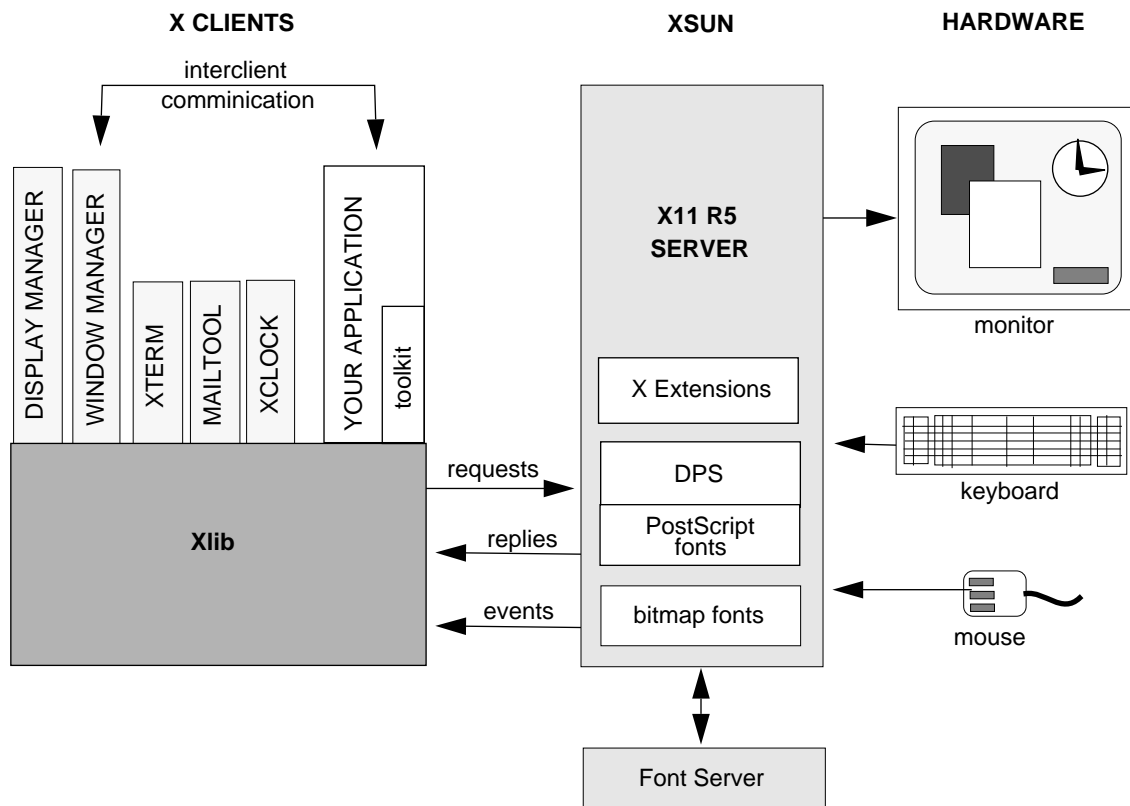 X CLIENTS
XSUN
HARDWARE
interclient
comminication
DISPLAY MANAGER
WINDOW MANAGER
XTERM
MAILTOOL
XCLOCK
YOUR APPLICATION
toolkit
Xlib
requests
replies
events
X11 R5
SERVER
X Extensions
DPS
PostScript
fonts
bitmap fonts
Font Server
monitor
keyboard
mouse